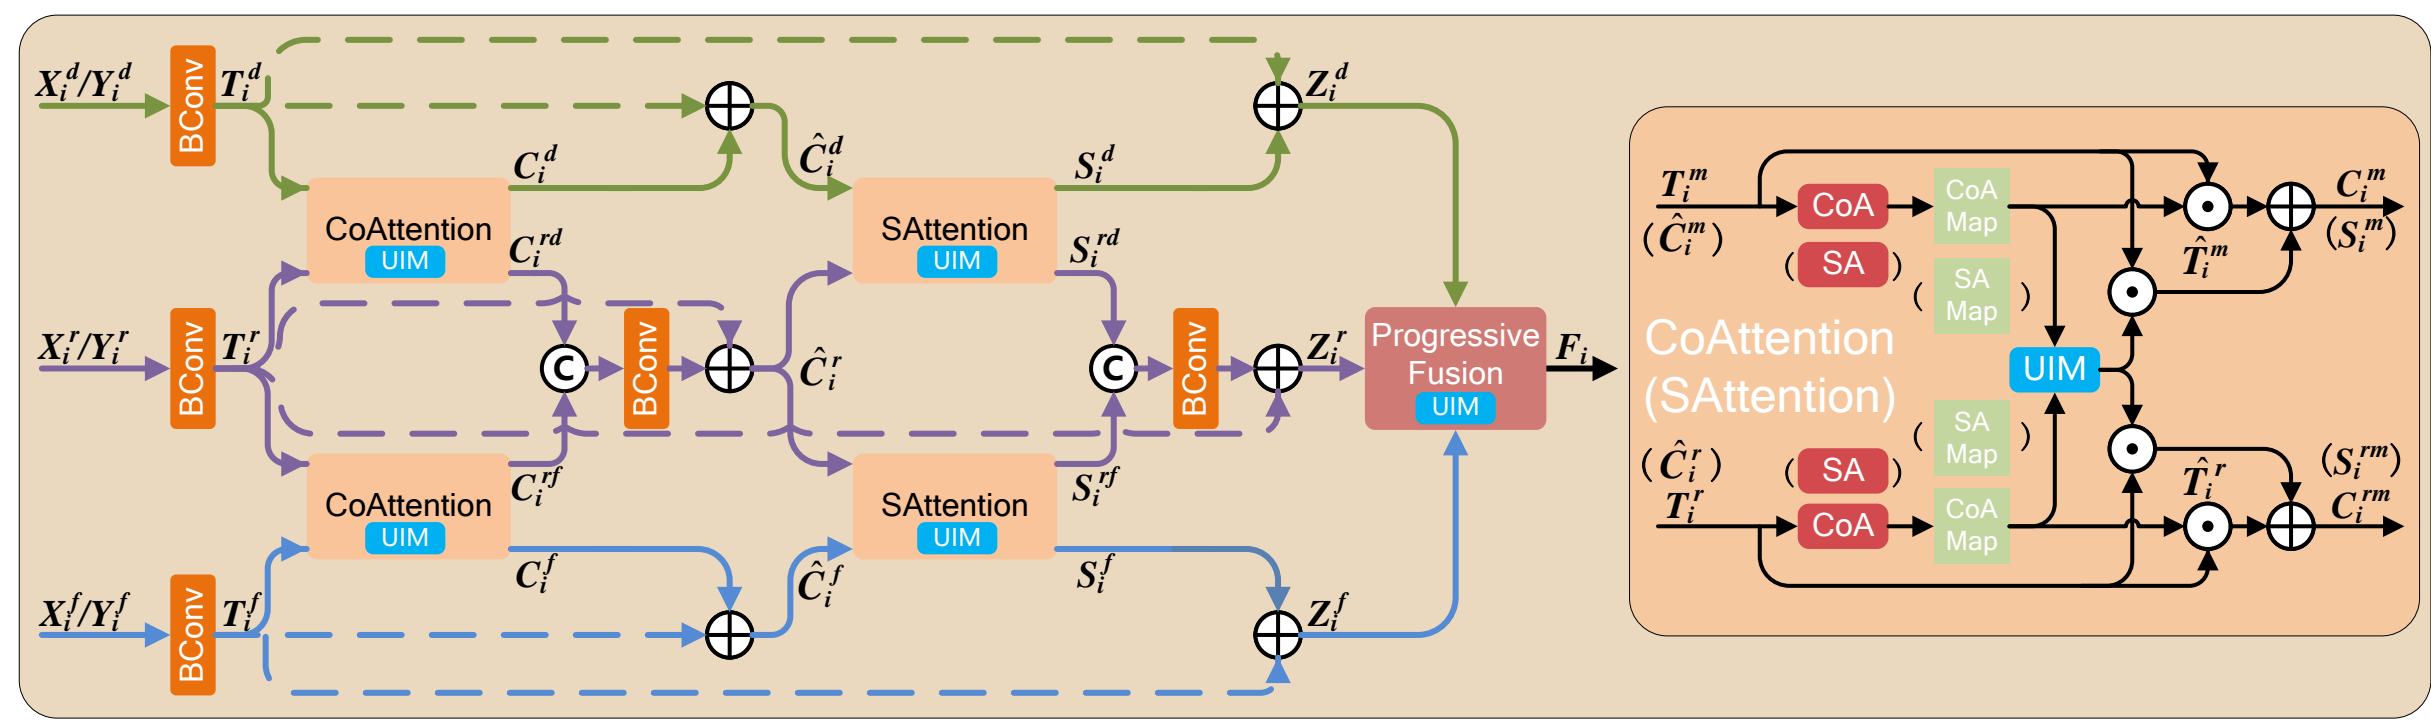 X_i^d/Y_i^d
BConv
T_i^d
C_i^d
Ĉ_i^d
S_i^d
Z_i^d
CoAttention
UIM
C_i^{rd}
SAttention
UIM
S_i^{rd}
X_i^r/Y_i^r
BConv
T_i^r
C
BConv
Ĉ_i^r
C
BConv
Z_i^r
Progressive
Fusion
UIM
F_i
CoAttention
UIM
C_i^{rf}
SAttention
UIM
S_i^{rf}
X_i^f/Y_i^f
BConv
T_i^f
C_i^f
Ĉ_i^f
S_i^f
Z_i^f
T_i^m
(Ĉ_i^m)
CoA
(SA)
CoA
Map
(SA
Map)
T̂_i^m
C_i^m
(S_i^m)
CoAttention
(SAttention)
UIM
(Ĉ_i^r)
T_i^r
(SA)
CoA
(SA
Map)
CoA
Map
T̂_i^r
(S_i^{rm})
C_i^{rm}